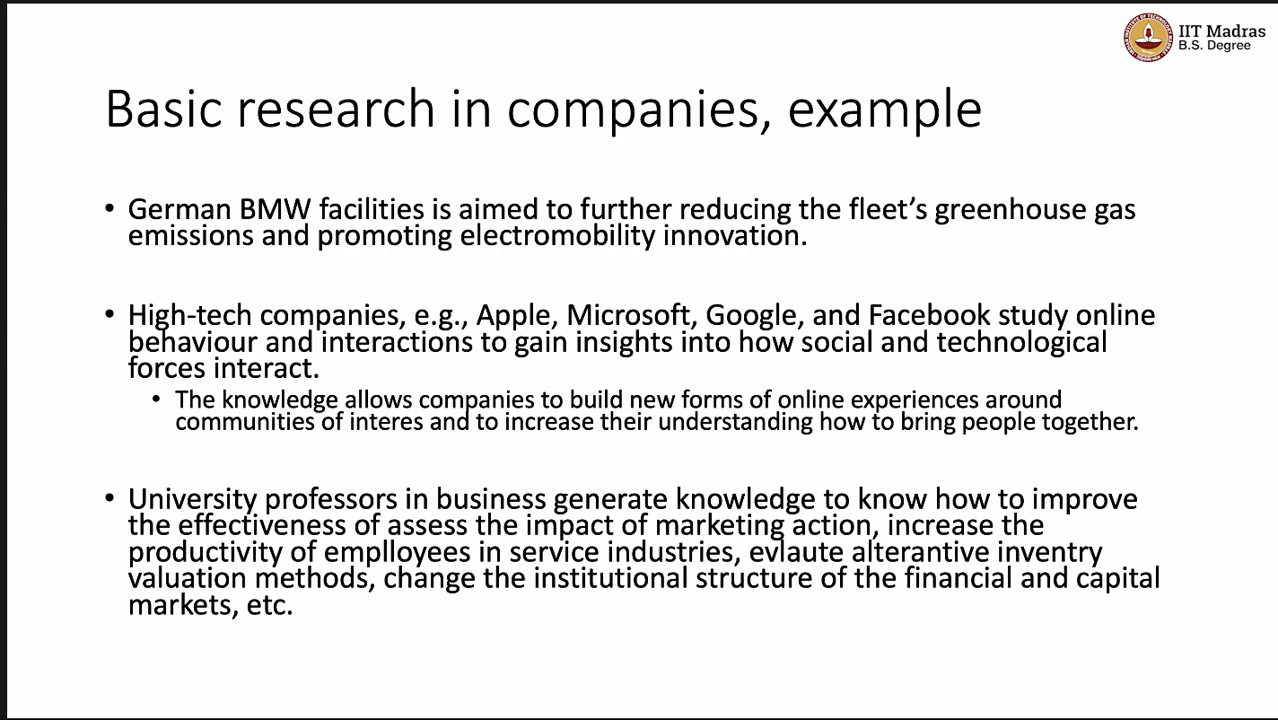 IIT Madras
B.S. Degree
Basic research in companies, example
• German BMW facilities is aimed to further reducing the fleet's greenhouse gas
emissions and promoting electromobility innovation.
• High-tech companies, e.g., Apple, Microsoft, Google, and Facebook study online
behaviour and interactions to gain insights into how social and technological
forces interact.
• The knowledge allows companies to build new forms of online experiences around
communities of interes and to increase their understanding how to bring people together.
• University professors in business generate knowledge to know how to improve
the effectiveness of assess the impact of marketing action, increase the
productivity of emplloyees in service industries, evlaute alterantive inventry
valuation methods, change the institutional structure of the financial and capital
markets, etc.